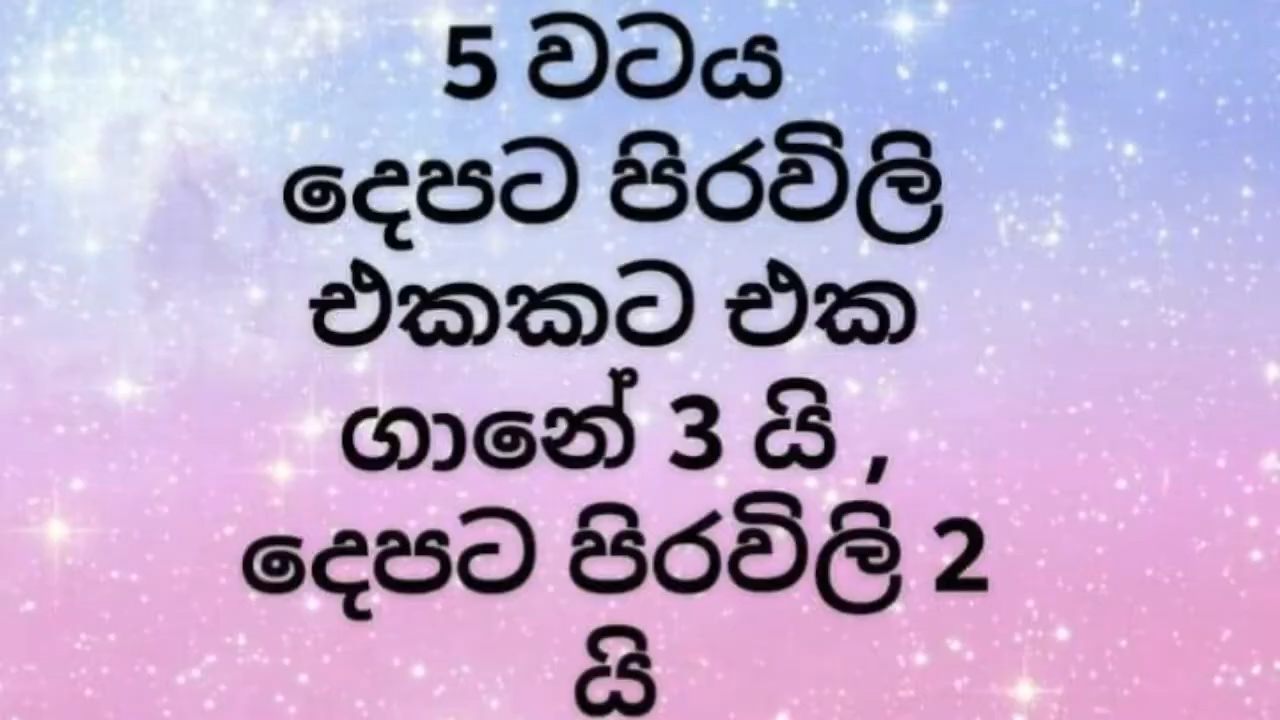 5 වටය
දෙපට පිරවිලි
එකකට එක
ගානේ 3 යි ,
දෙපට පිරවිලි 2
යි